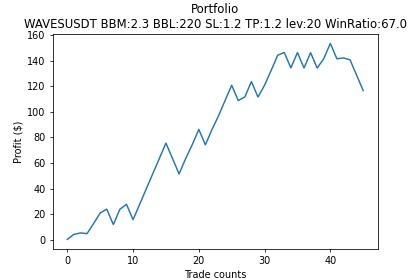 Portfolio
WAVESUSDT BBM:2.3 BBL:220 SL:1.2 TP:1.2 lev:20 WinRatio:67.0
160
140
120
100
80
60
40
20
0
Profit ($)
0 10 20 30 40
Trade counts